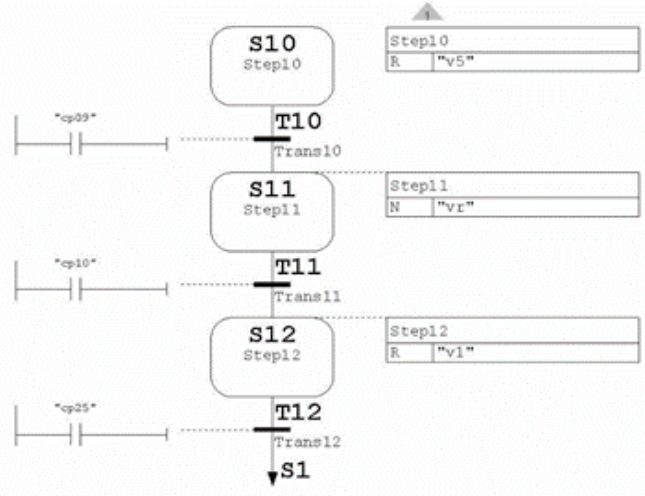 1
S10
Step10
Step10
R "v5"
"cp09"
T10
Trans10
S11
Step11
Step11
N "vr"
"cp10"
T11
Trans11
S12
Step12
Step12
R "v1"
"cp25"
T12
Trans12
S1